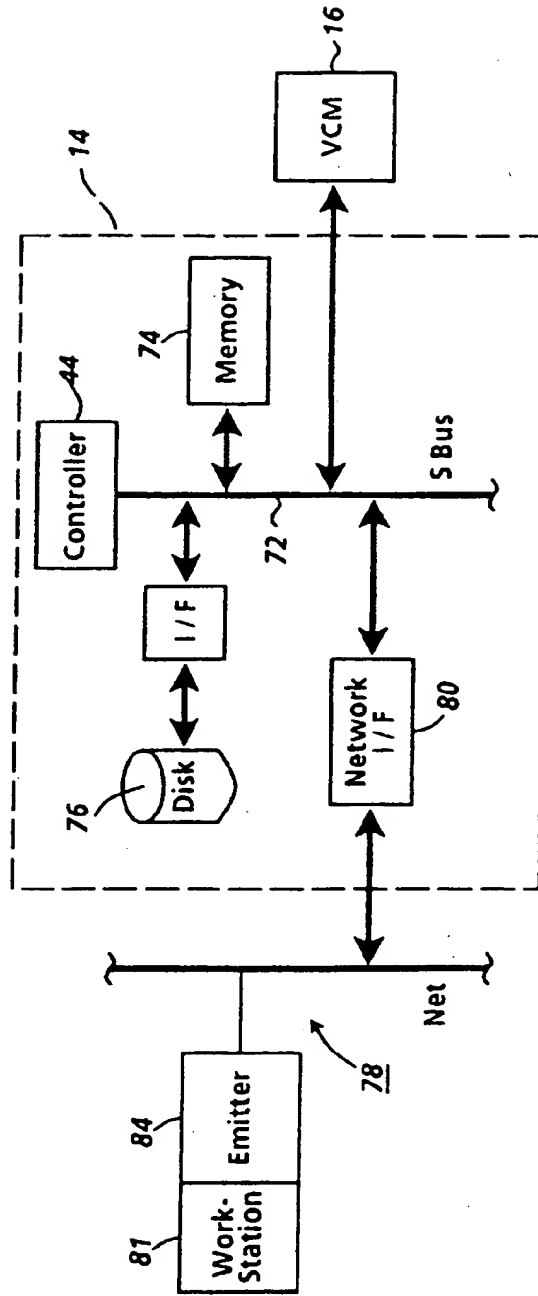 14
44
Controller
74
Memory
16
VCM
76
Disk
I / F
72
S Bus
Network
I / F
80
81
84
Work-
Station
Emitter
Net
78